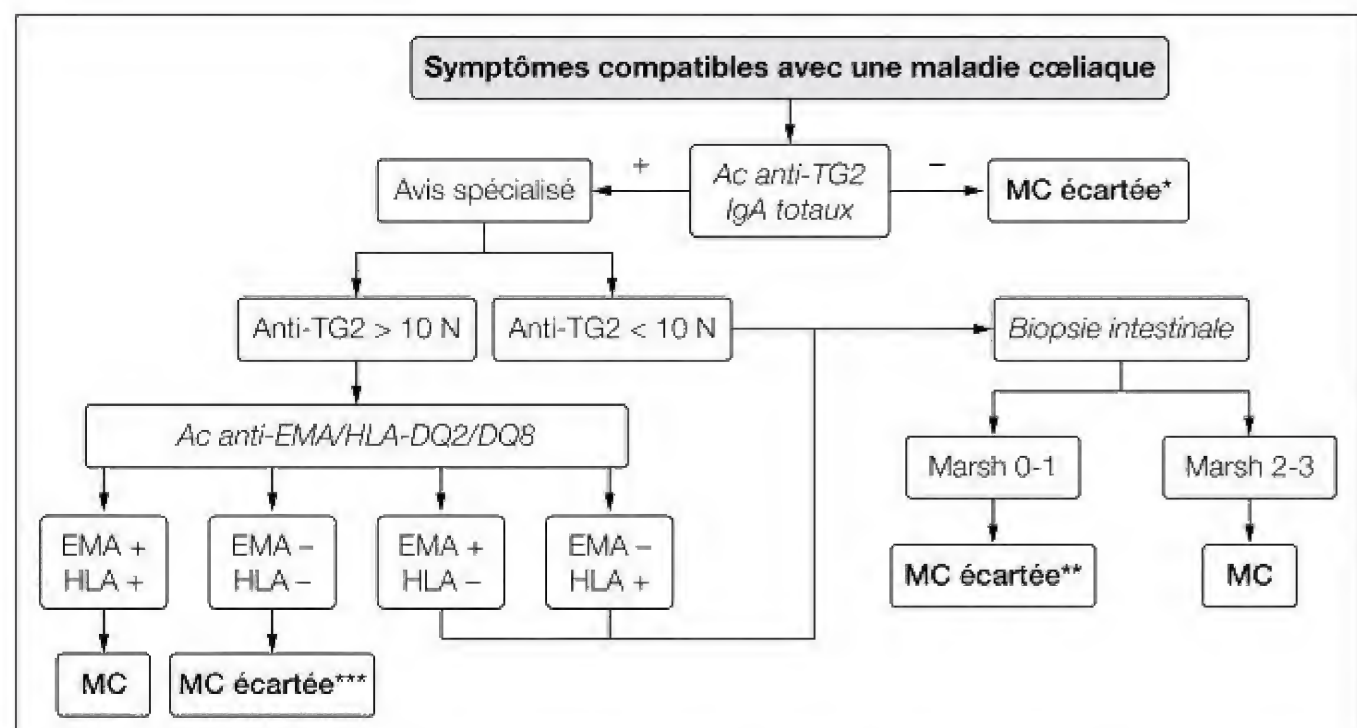 Symptômes compatibles avec une maladie cœliaque
+
–
Avis spécialisé
Ac anti-TG2
IgA totaux
MC écartée*
Anti-TG2 > 10 N
Anti-TG2 < 10 N
Biopsie intestinale
Ac anti-EMA/HLA-DQ2/DQ8
Marsh 0-1
Marsh 2-3
EMA +
HLA +
EMA –
HLA –
EMA +
HLA –
EMA –
HLA +
MC écartée**
MC
MC
MC écartée***